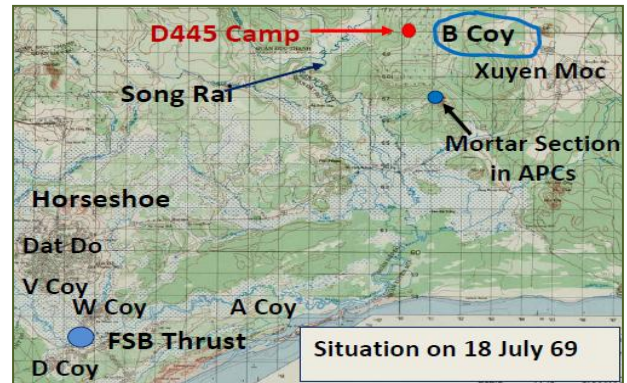 D445 Camp
B Coy
Xuyen Moc
Song Rai
Mortar Section
in APCs
Horseshoe
Dat Do
V Coy
W Coy
A Coy
FSB Thrust
D Coy
Situation on 18 July 69